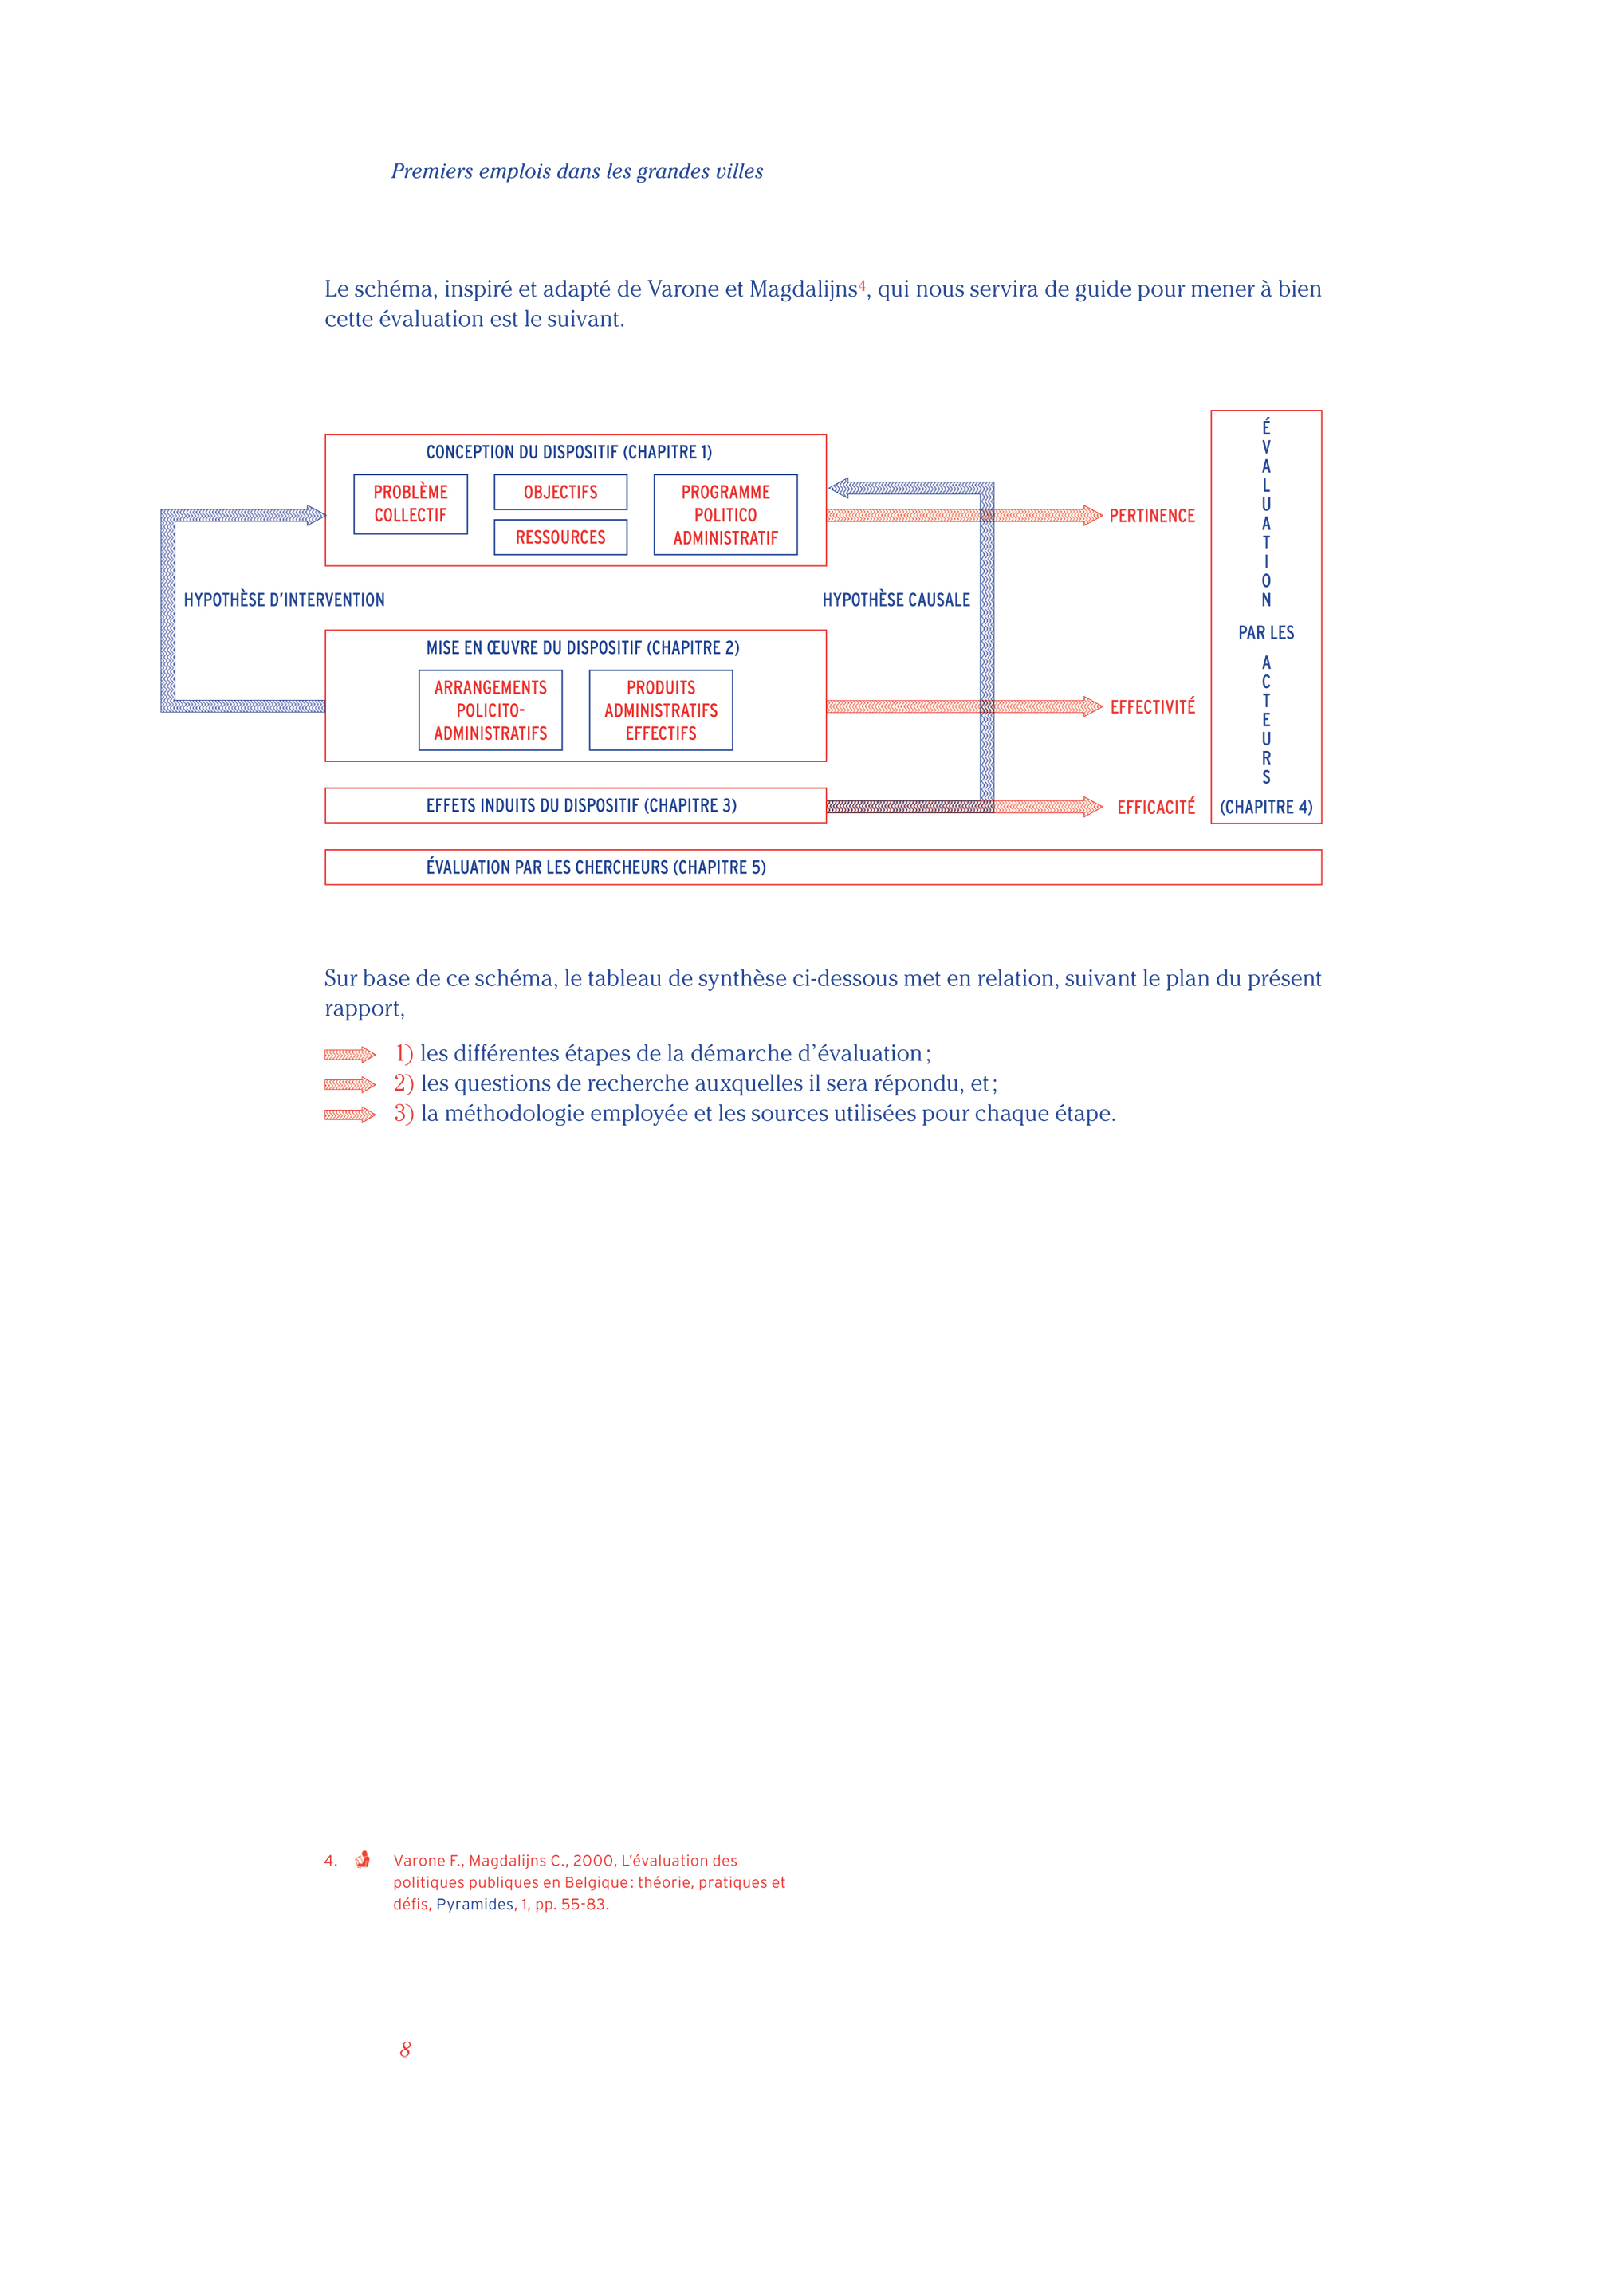 Premiers emplois dans les grandes villes
Le schéma, inspiré et adapté de Varone et Magdalijns4, qui nous servira de guide pour mener à bien
cette évaluation est le suivant.
CONCEPTION DU DISPOSITIF (CHAPITRE 1)
PROBLÈME
COLLECTIF
OBJECTIFS
RESSOURCES
PROGRAMME
POLITICO
ADMINISTRATIF
PERTINENCE
HYPOTHÈSE D'INTERVENTION
HYPOTHÈSE CAUSALE
MISE EN ŒUVRE DU DISPOSITIF (CHAPITRE 2)
ARRANGEMENTS
POLICITO-
ADMINISTRATIFS
PRODUITS
ADMINISTRATIFS
EFFECTIFS
EFFECTIVITÉ
EFFETS INDUITS DU DISPOSITIF (CHAPITRE 3)
EFFICACITÉ
ÉVALUATION
PAR LES
ACTEURS
(CHAPITRE 4)
ÉVALUATION PAR LES CHERCHEURS (CHAPITRE 5)
Sur base de ce schéma, le tableau de synthèse ci-dessous met en relation, suivant le plan du présent
rapport,
1) les différentes étapes de la démarche d'évaluation ;
2) les questions de recherche auxquelles il sera répondu, et ;
3) la méthodologie employée et les sources utilisées pour chaque étape.
4. Varone F., Magdalijns C., 2000, L'évaluation des
politiques publiques en Belgique : théorie, pratiques et
défis, Pyramides, 1, pp. 55-83.
8